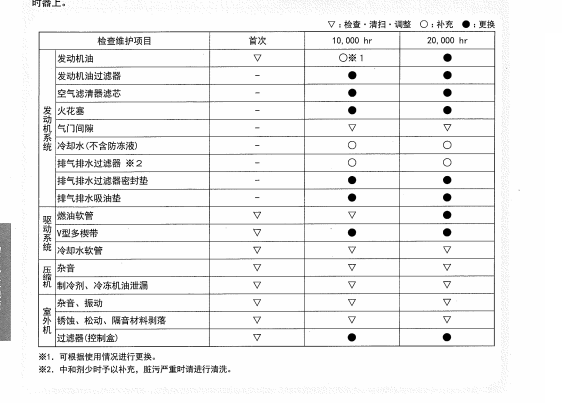 时器上。
▽：检查·清扫·调整 ○：补充 ●：更换
检查维护项目 首次 10,000 hr 20,000 hr
发动机系统
发动机油 ▽ ○※1 ●
发动机油过滤器 － ● ●
空气滤清器滤芯 － ● ●
火花塞 － ● ●
气门间隙 － ▽ ▽
冷却水(不含防冻液) － ○ ○
排气排水过滤器 ※2 － ○ ○
排气排水过滤器密封垫 － ● ●
排气排水吸油垫 － ● ●
驱动系统
燃油软管 ▽ ▽ ●
V型多楔带 ▽ ● ●
冷却水软管 ▽ ▽ ▽
压缩机
杂音 ▽ ▽ ▽
制冷剂、冷冻机油泄漏 ▽ ▽ ▽
室外机
杂音、振动 ▽ ▽ ▽
锈蚀、松动、隔音材料剥落 ▽ ▽ ▽
过滤器(控制盒) ▽ ● ●
※1．可根据使用情况进行更换。
※2．中和剂少时予以补充，脏污严重时请进行清洗。